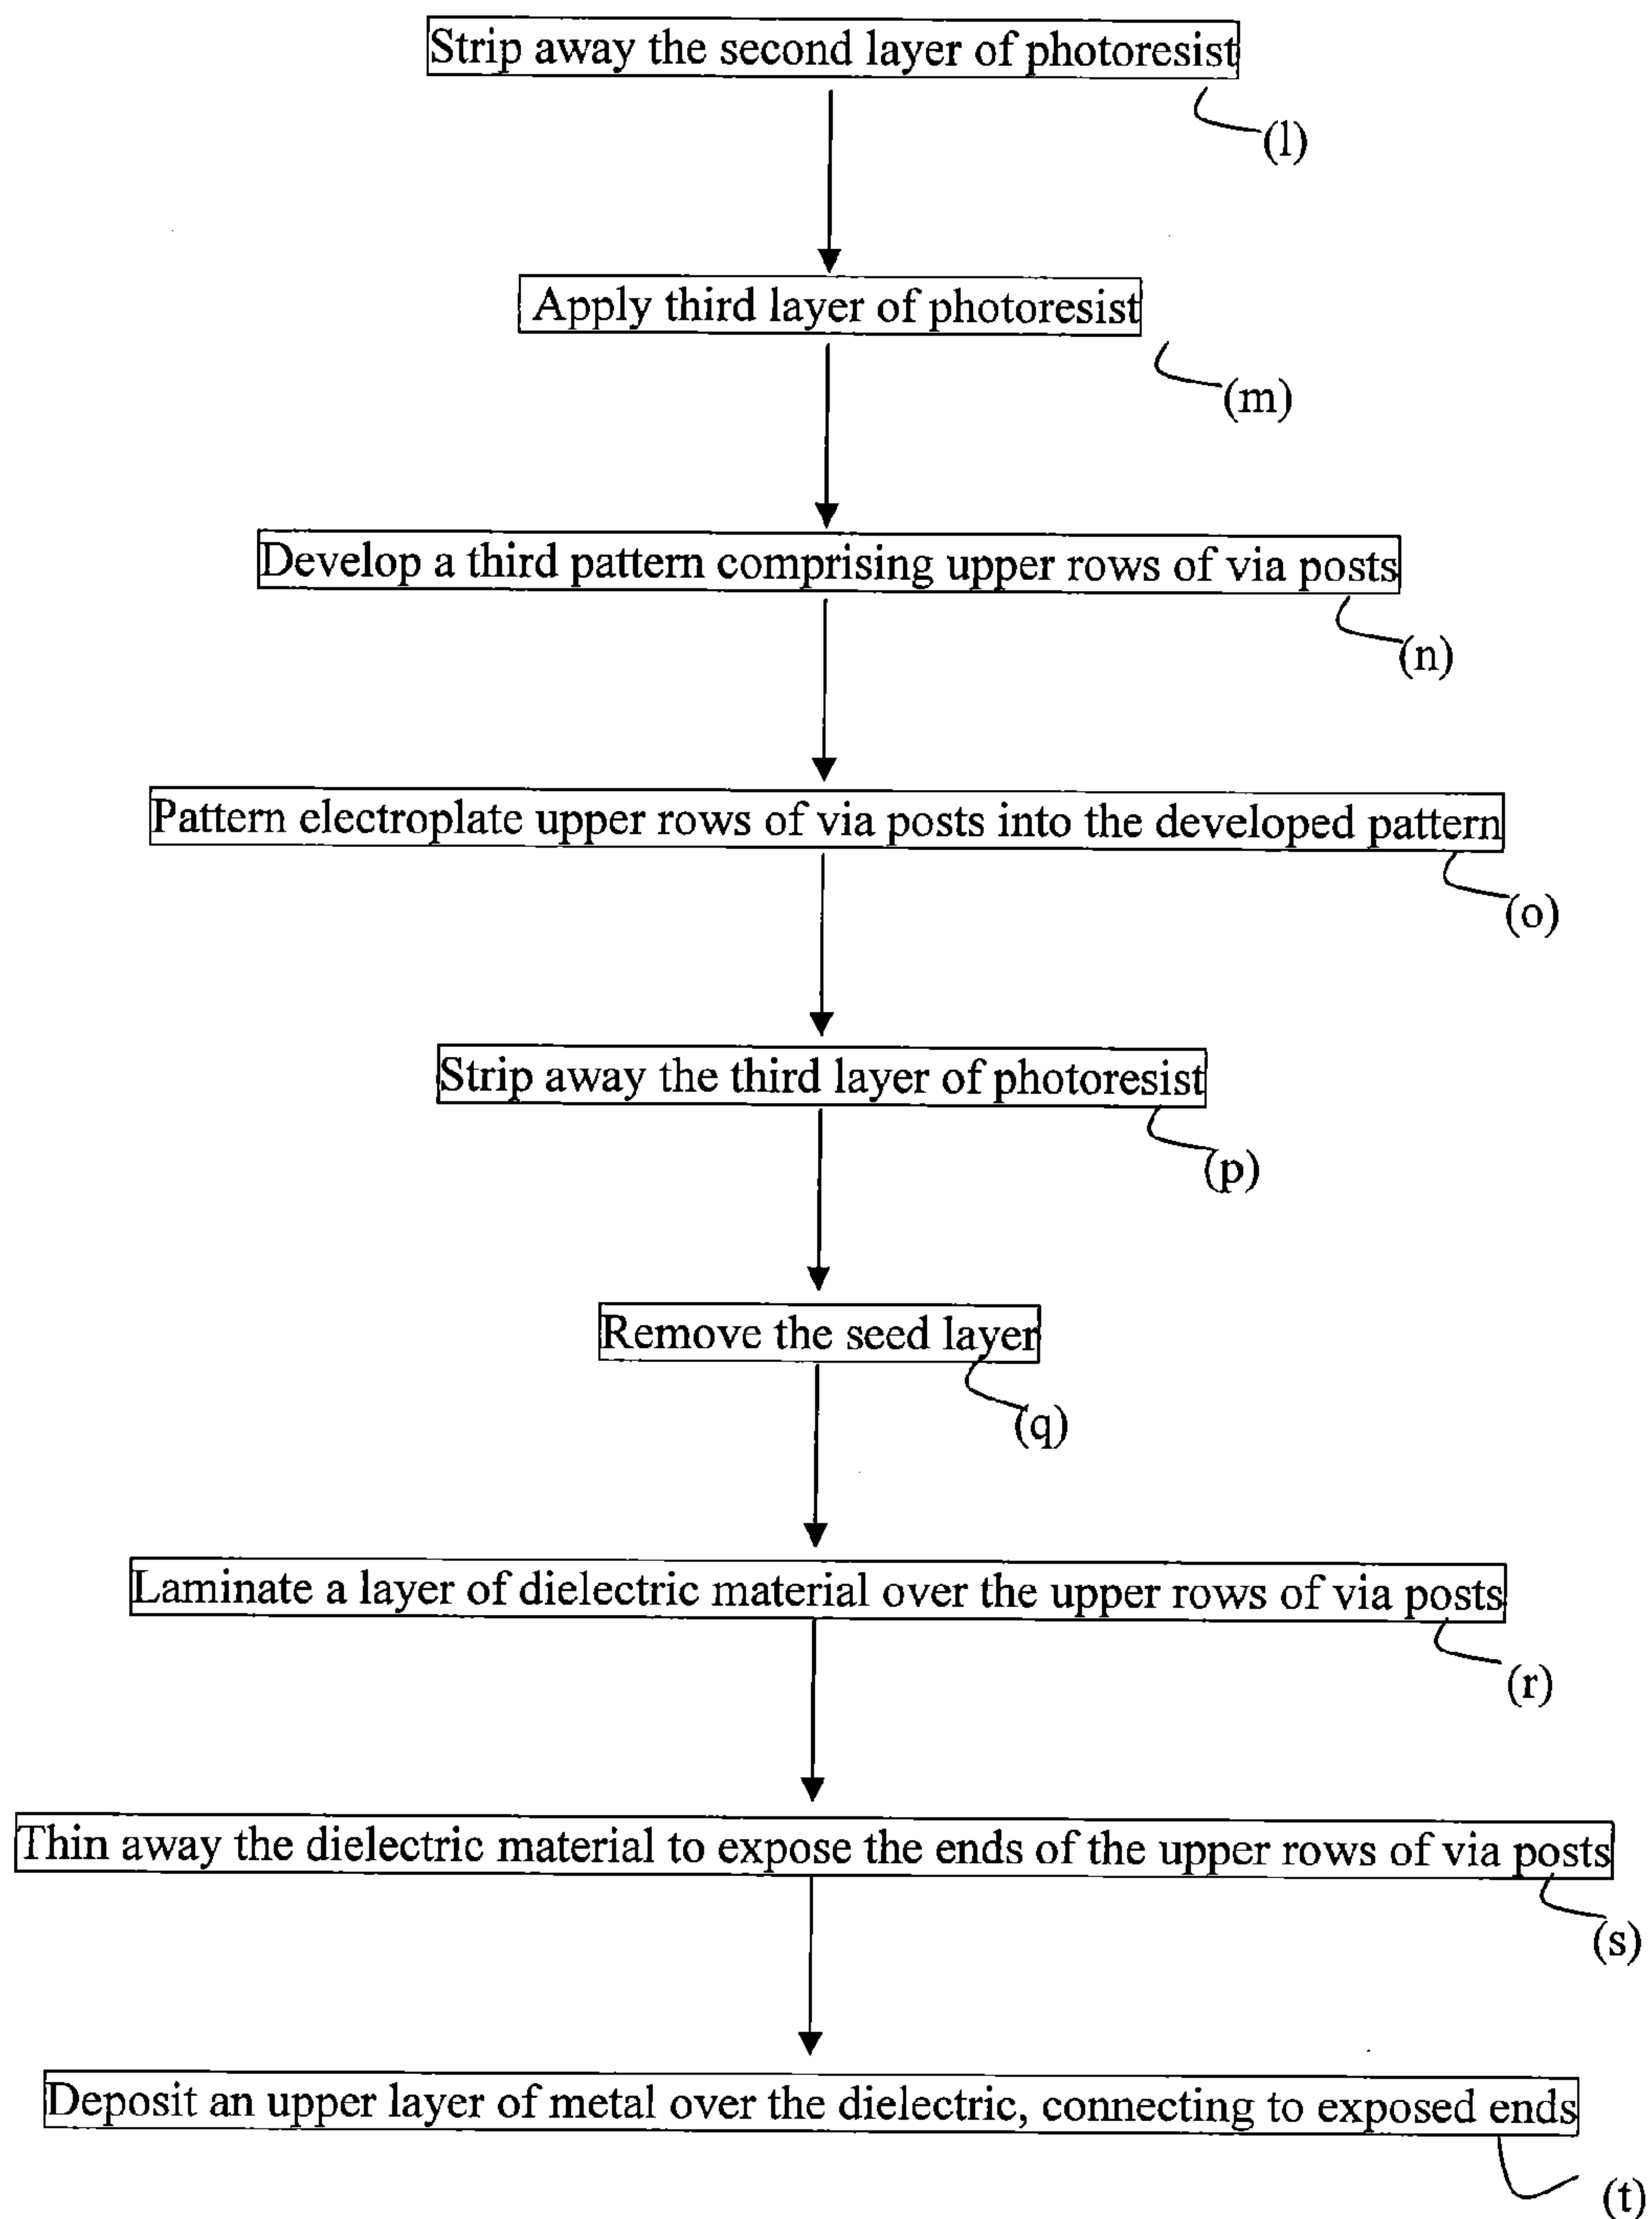 Strip away the second layer of photoresist
(l)
Apply third layer of photoresist
(m)
Develop a third pattern comprising upper rows of via posts
(n)
Pattern electroplate upper rows of via posts into the developed pattern
(o)
Strip away the third layer of photoresist
(p)
Remove the seed layer
(q)
Laminate a layer of dielectric material over the upper rows of via posts
(r)
Thin away the dielectric material to expose the ends of the upper rows of via posts
(s)
Deposit an upper layer of metal over the dielectric, connecting to exposed ends
(t)